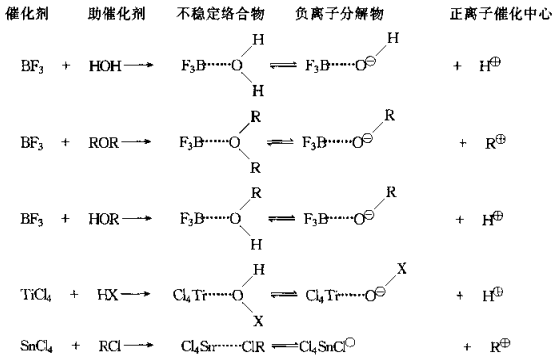 催化剂 助催化剂 不稳定络合物 负离子分解物 正离子催化中心
H H
BF₃ + HOH ⟶ F₃B┄┄O ⇌ F₃B┄┄O⊖ + H⊕
H
R R
BF₃ + ROR ⟶ F₃B┄┄O ⇌ F₃B┄┄O⊖ + R⊕
R
R R
BF₃ + HOR ⟶ F₃B┄┄O ⇌ F₃B┄┄O⊖ + H⊕
H
H X
TiCl₄ + HX ⟶ Cl₄Tr┄┄O ⇌ Cl₄Tr┄┄O⊖ + H⊕
X
SnCl₄ + RCl ⟶ Cl₄Sn┄┄ClR ⇌ Cl₄SnCl⊖ + R⊕